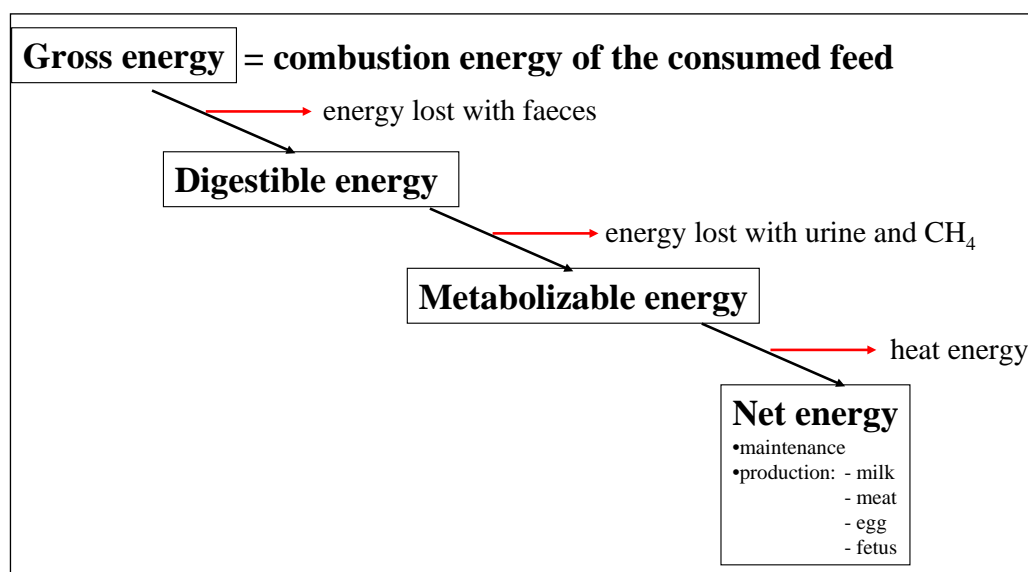 Gross energy = combustion energy of the consumed feed
energy lost with faeces
Digestible energy
energy lost with urine and CH₄
Metabolizable energy
heat energy
Net energy
•maintenance
•production: - milk
- meat
- egg
- fetus